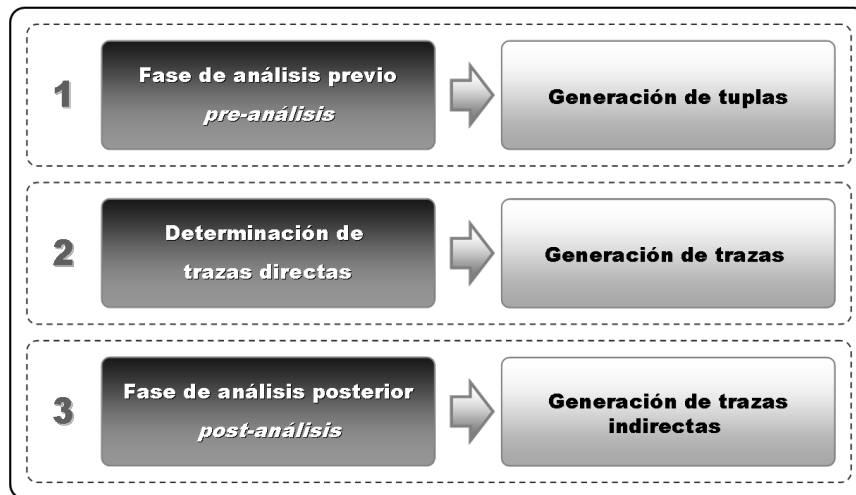 1
Fase de análisis previo
pre-análisis
Generación de tuplas
2
Determinación de
trazas directas
Generación de trazas
3
Fase de análisis posterior
post-análisis
Generación de trazas
indirectas